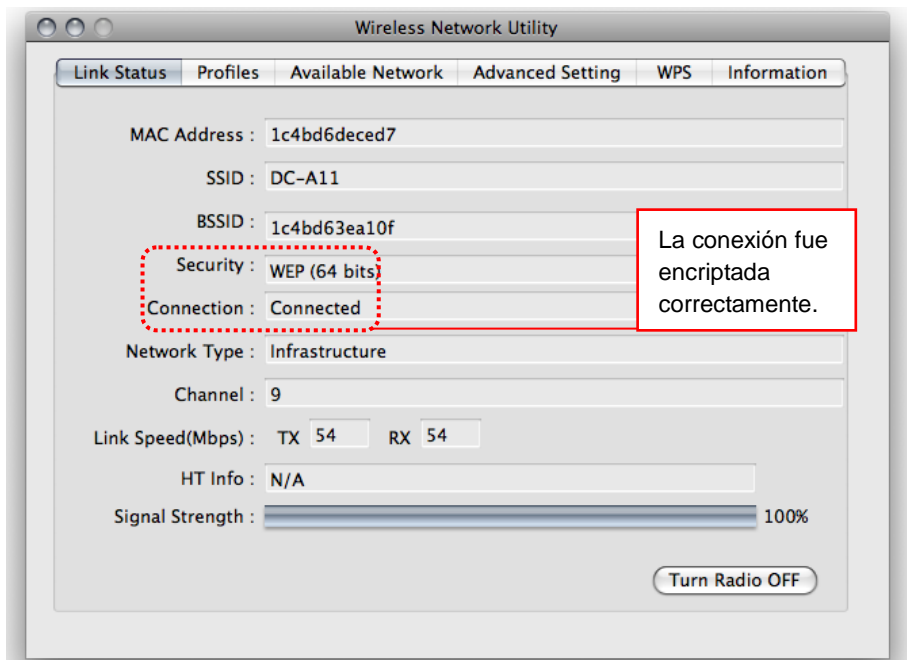 Wireless Network Utility
Link Status Profiles Available Network Advanced Setting WPS Information
MAC Address : 1c4bd6deced7
SSID : DC-A11
BSSID : 1c4bd63ea10f
Security : WEP (64 bits)
Connection : Connected
La conexión fue
encriptada
correctamente.
Network Type : Infrastructure
Channel : 9
Link Speed(Mbps) : TX 54 RX 54
HT Info : N/A
Signal Strength : 100%
Turn Radio OFF